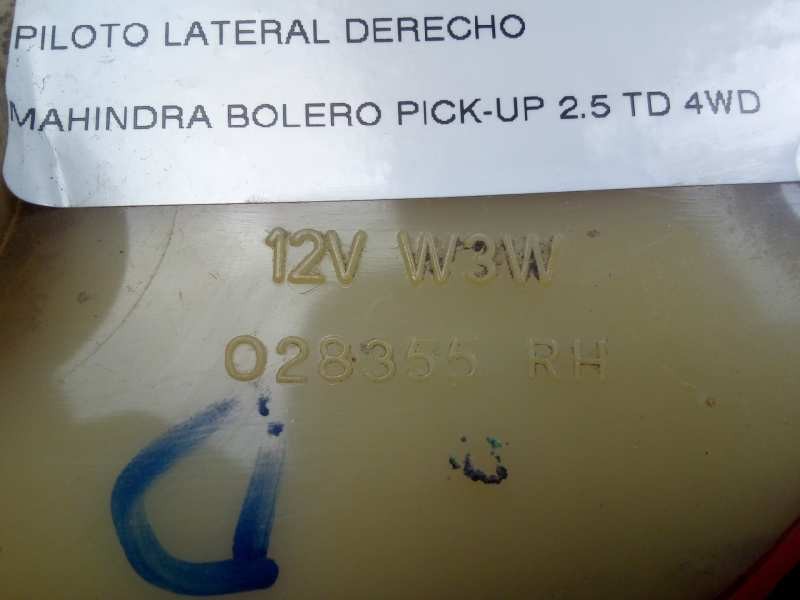 PILOTO LATERAL DERECHO
MAHINDRA BOLERO PICK-UP 2.5 TD 4WD
12V W3W
028355 RH
D